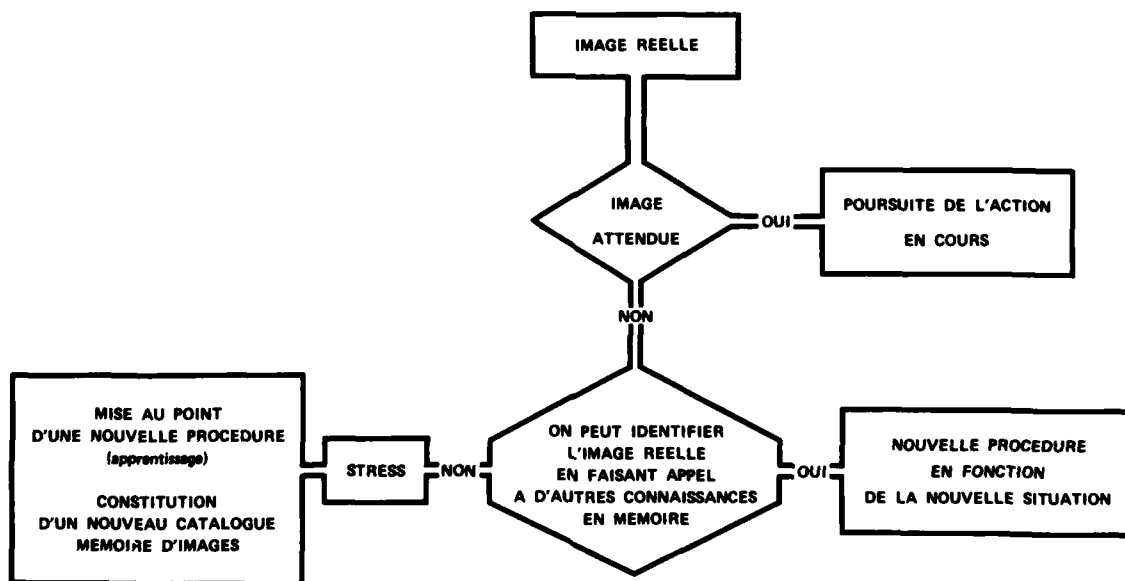 IMAGE REELLE
IMAGE
ATTENDUE
OUI
POURSUITE DE L'ACTION
EN COURS
NON
ON PEUT IDENTIFIER
L'IMAGE REELLE
EN FAISANT APPEL
A D'AUTRES CONNAISSANCES
EN MEMOIRE
OUI
NOUVELLE PROCEDURE
EN FONCTION
DE LA NOUVELLE SITUATION
NON
STRESS
MISE AU POINT
D'UNE NOUVELLE PROCEDURE
(apprentissage)
CONSTITUTION
D'UN NOUVEAU CATALOGUE
MEMOIRE D'IMAGES